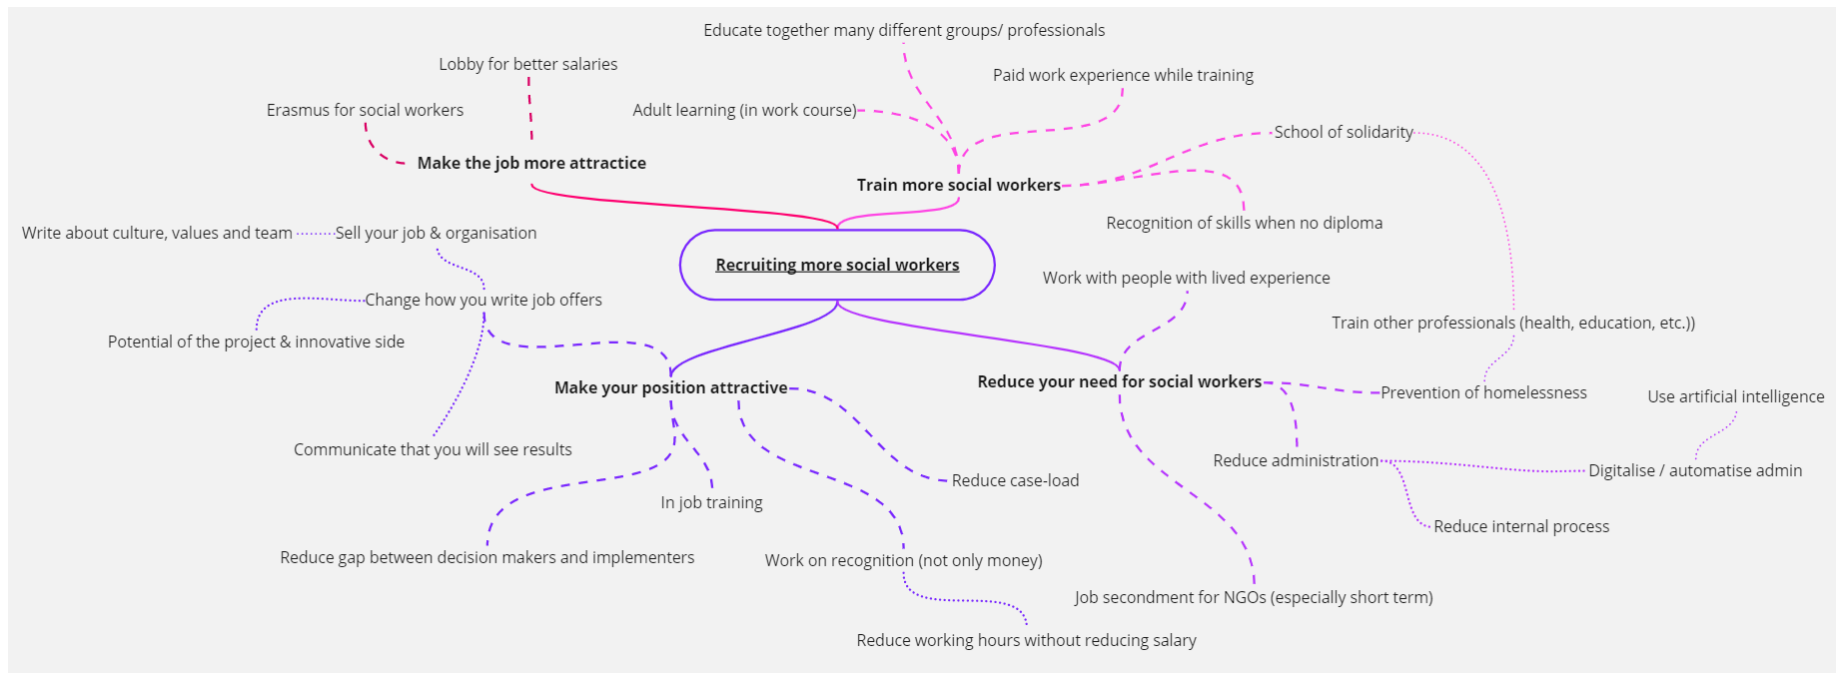 Educate together many different groups/ professionals
Lobby for better salaries
Paid work experience while training
Erasmus for social workers
Adult learning (in work course)
School of solidarity
Make the job more attractice
Train more social workers
Recognition of skills when no diploma
Write about culture, values and team
Sell your job & organisation
Recruiting more social workers
Work with people with lived experience
Change how you write job offers
Train other professionals (health, education, etc.))
Potential of the project & innovative side
Make your position attractive
Reduce your need for social workers
Prevention of homelessness
Use artificial intelligence
Communicate that you will see results
Reduce administration
Digitalise / automatise admin
Reduce case-load
In job training
Reduce internal process
Reduce gap between decision makers and implementers
Work on recognition (not only money)
Job secondment for NGOs (especially short term)
Reduce working hours without reducing salary